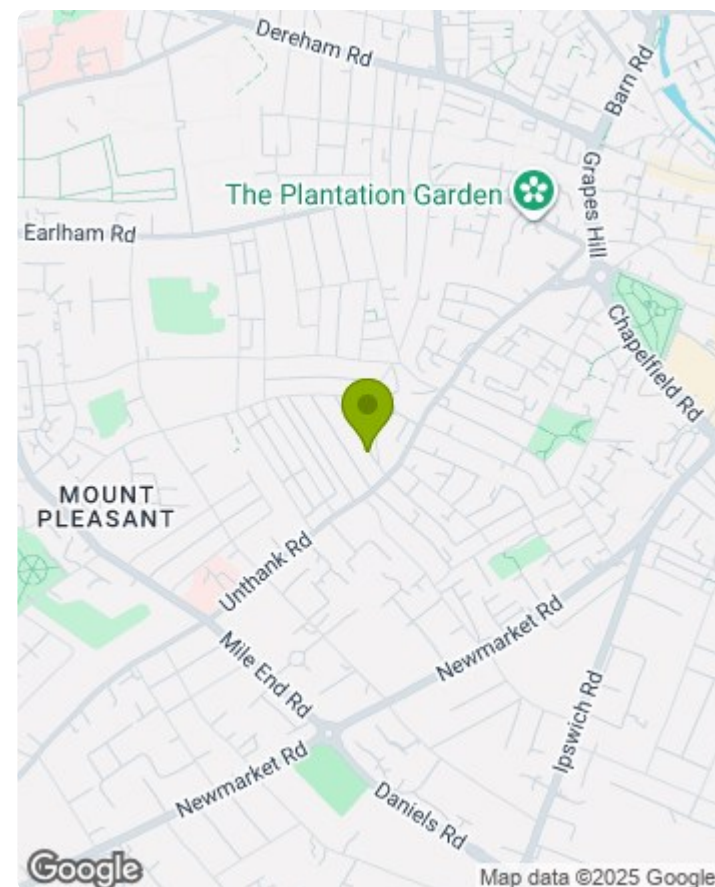 Dereham Rd
Barn Rd
The Plantation Garden
Grapes Hill
Earlham Rd
Chapelfield Rd
MOUNT
PLEASANT
Unthank Rd
Mile End Rd
Newmarket Rd
Ipswich Rd
Newmarket Rd
Daniels Rd
Google
Map data ©2025 Google